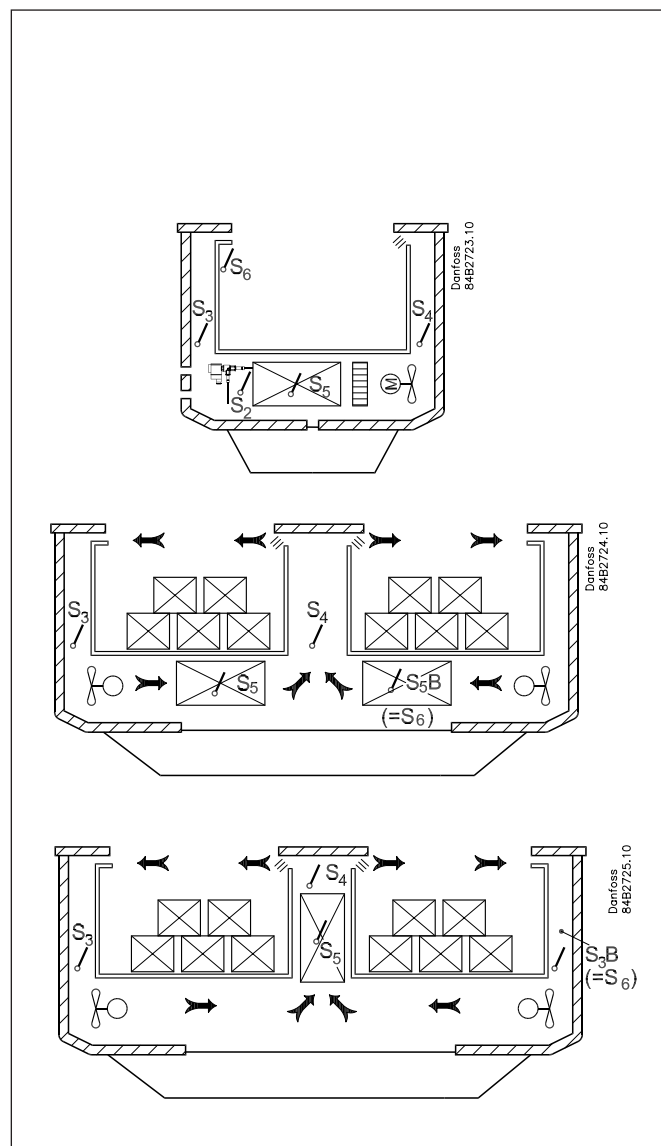 S6
S3
S4
M
S5
S2
Danfoss
84B2723.10
S3
S4
S5
S5B
(=S6)
Danfoss
84B2724.10
S4
S3
S5
S3B
(=S6)
Danfoss
84B2725.10